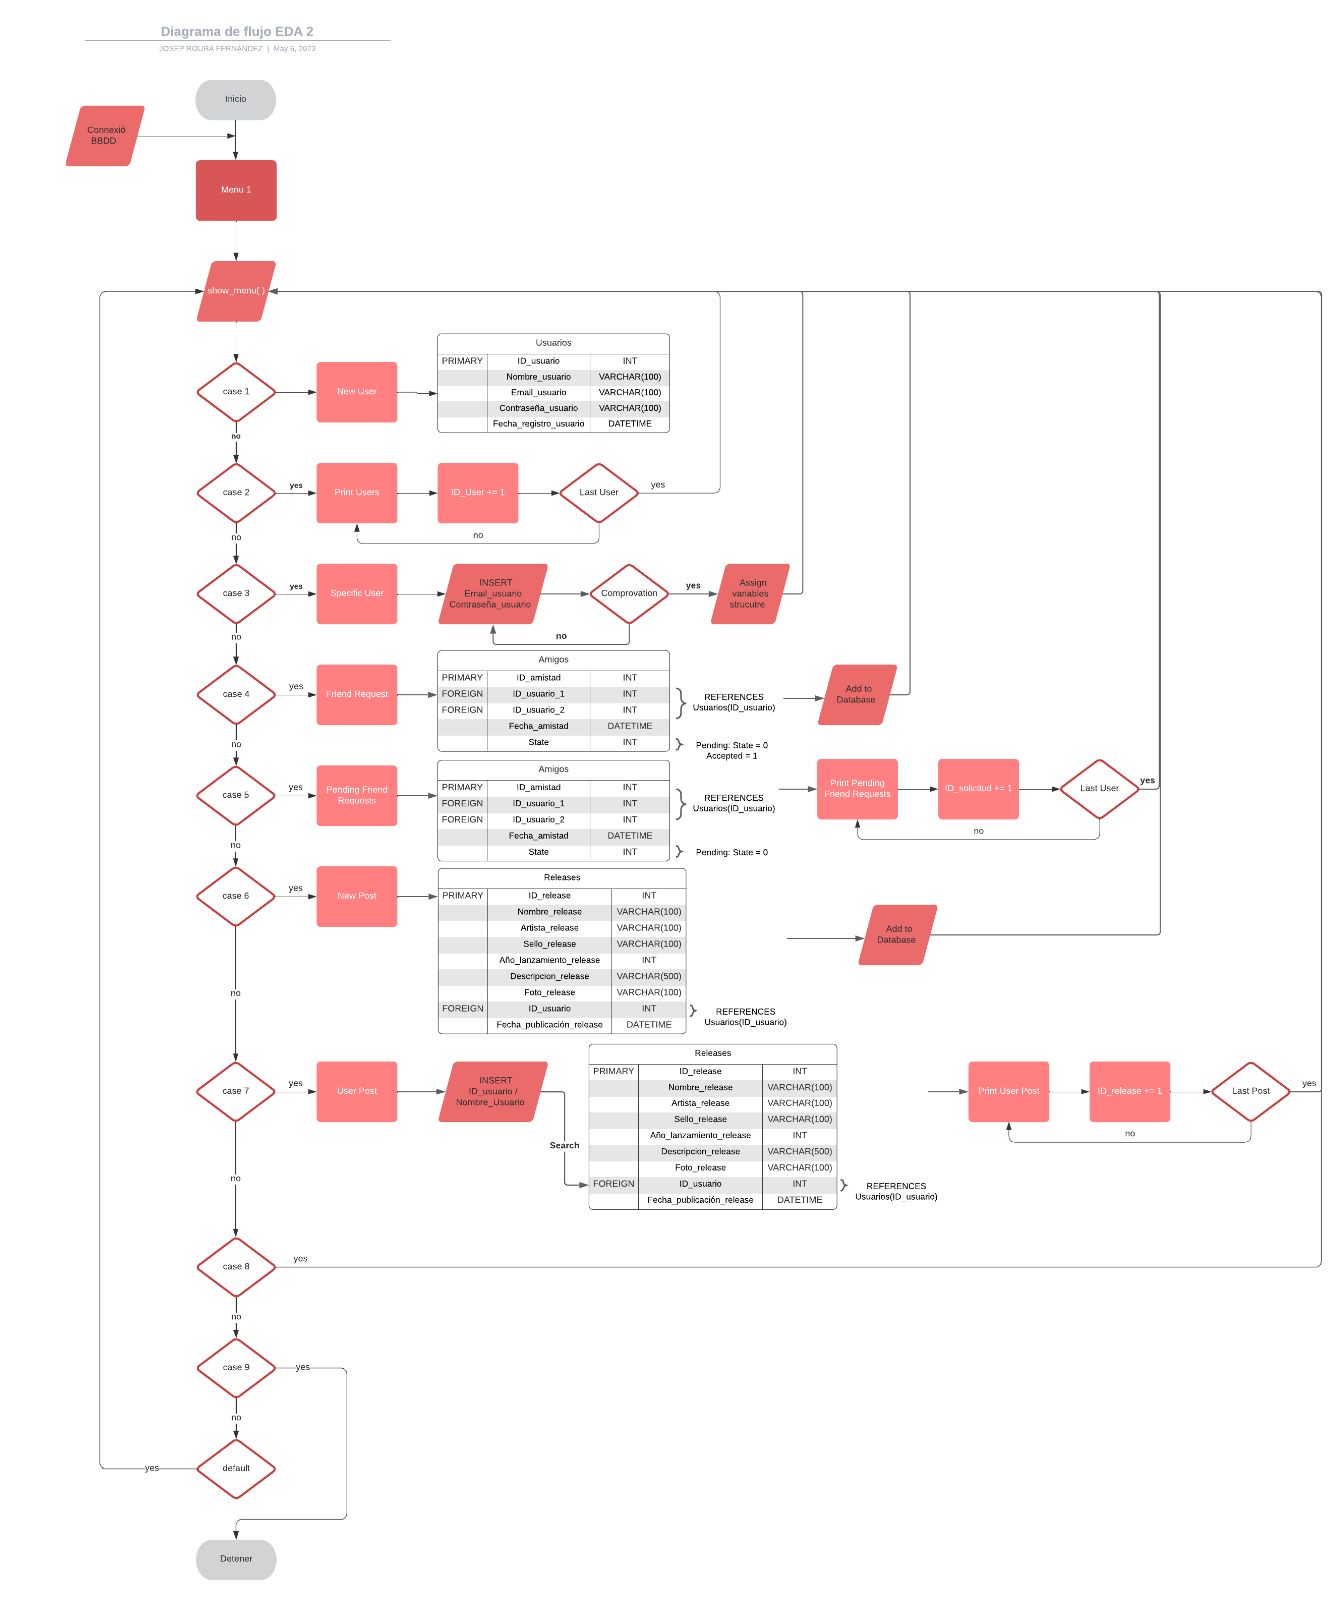 Diagrama de flujo EDA 2
JOSEP ROURA FERNANDEZ | May 6, 2023
Inicio
Connexió
BBDD
Menu 1
show_menu( )
case 1
New User
Usuarios
PRIMARY ID_usuario INT
Nombre_usuario VARCHAR(100)
Email_usuario VARCHAR(100)
Contraseña_usuario VARCHAR(100)
Fecha_registro_usuario DATETIME
no
case 2
yes
Print Users
ID_User += 1
Last User
yes
no
no
case 3
yes
Specific User
INSERT
Email_usuario
Contraseña_usuario
Comprovation
yes
Assign
variables
strucutre
no
no
case 4
yes
Friend Request
Amigos
PRIMARY ID_amistad INT
FOREIGN ID_usuario_1 INT
FOREIGN ID_usuario_2 INT
Fecha_amistad DATETIME
State INT
REFERENCES
Usuarios(ID_usuario)
Pending: State = 0
Accepted = 1
Add to
Database
no
case 5
yes
Pending Friend
Requests
Amigos
PRIMARY ID_amistad INT
FOREIGN ID_usuario_1 INT
FOREIGN ID_usuario_2 INT
Fecha_amistad DATETIME
State INT
REFERENCES
Usuarios(ID_usuario)
Pending: State = 0
Print Pending
Friend Requests
ID_solicitud += 1
Last User
yes
no
no
case 6
yes
New Post
Releases
PRIMARY ID_release INT
Nombre_release VARCHAR(100)
Artista_release VARCHAR(100)
Sello_release VARCHAR(100)
Año_lanzamiento_release INT
Descripcion_release VARCHAR(500)
Foto_release VARCHAR(100)
FOREIGN ID_usuario INT
Fecha_publicación_release DATETIME
REFERENCES
Usuarios(ID_usuario)
Add to
Database
no
case 7
yes
User Post
INSERT
ID_usuario /
Nombre_Usuario
Search
Releases
PRIMARY ID_release INT
Nombre_release VARCHAR(100)
Artista_release VARCHAR(100)
Sello_release VARCHAR(100)
Año_lanzamiento_release INT
Descripcion_release VARCHAR(500)
Foto_release VARCHAR(100)
FOREIGN ID_usuario INT
Fecha_publicación_release DATETIME
REFERENCES
Usuarios(ID_usuario)
Print User Post
ID_release += 1
Last Post
yes
no
no
case 8
yes
no
case 9
yes
no
default
yes
Detener